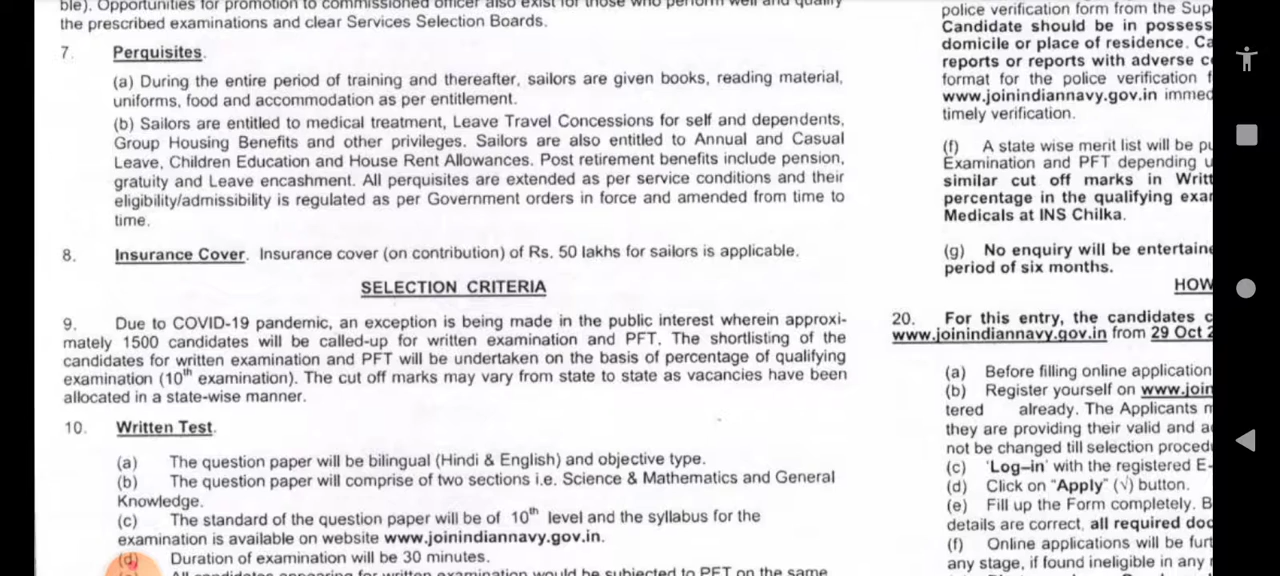 ble). Opportunities for promotion to commissioned officer also exist for those who perform well and qualify
the prescribed examinations and clear Services Selection Boards.
7. Perquisites.
(a) During the entire period of training and thereafter, sailors are given books, reading material,
uniforms, food and accommodation as per entitlement.
(b) Sailors are entitled to medical treatment, Leave Travel Concessions for self and dependents,
Group Housing Benefits and other privileges. Sailors are also entitled to Annual and Casual
Leave, Children Education and House Rent Allowances. Post retirement benefits include pension,
gratuity and Leave encashment. All perquisites are extended as per service conditions and their
eligibility/admissibility is regulated as per Government orders in force and amended from time to
time.
8. Insurance Cover. Insurance cover (on contribution) of Rs. 50 lakhs for sailors is applicable.
SELECTION CRITERIA
9. Due to COVID-19 pandemic, an exception is being made in the public interest wherein approxi-
mately 1500 candidates will be called-up for written examination and PFT. The shortlisting of the
candidates for written examination and PFT will be undertaken on the basis of percentage of qualifying
examination (10th examination). The cut off marks may vary from state to state as vacancies have been
allocated in a state-wise manner.
10. Written Test.
(a) The question paper will be bilingual (Hindi & English) and objective type.
(b) The question paper will comprise of two sections i.e. Science & Mathematics and General
Knowledge.
(c) The standard of the question paper will be of 10th level and the syllabus for the
examination is available on website www.joinindiannavy.gov.in.
(d) Duration of examination will be 30 minutes.
All candidates appearing for written examination would be subjected to PFT on the same
police verification form from the Sup
Candidate should be in possess
domicile or place of residence. Ca
reports or reports with adverse c
format for the police verification f
www.joinindiannavy.gov.in immed
timely verification.
(f) A state wise merit list will be pu
Examination and PFT depending u
similar cut off marks in Writt
percentage in the qualifying exar
Medicals at INS Chilka.
(g) No enquiry will be entertaine
period of six months.
HOW
20. For this entry, the candidates c
www.joinindiannavy.gov.in from 29 Oct 2
(a) Before filling online application
(b) Register yourself on www.join
tered already. The Applicants m
they are providing their valid and a
not be changed till selection proced
(c) 'Log–in' with the registered E-
(d) Click on "Apply" (√) button.
(e) Fill up the Form completely. B
details are correct, all required doc
(f) Online applications will be furt
any stage, if found ineligible in any r